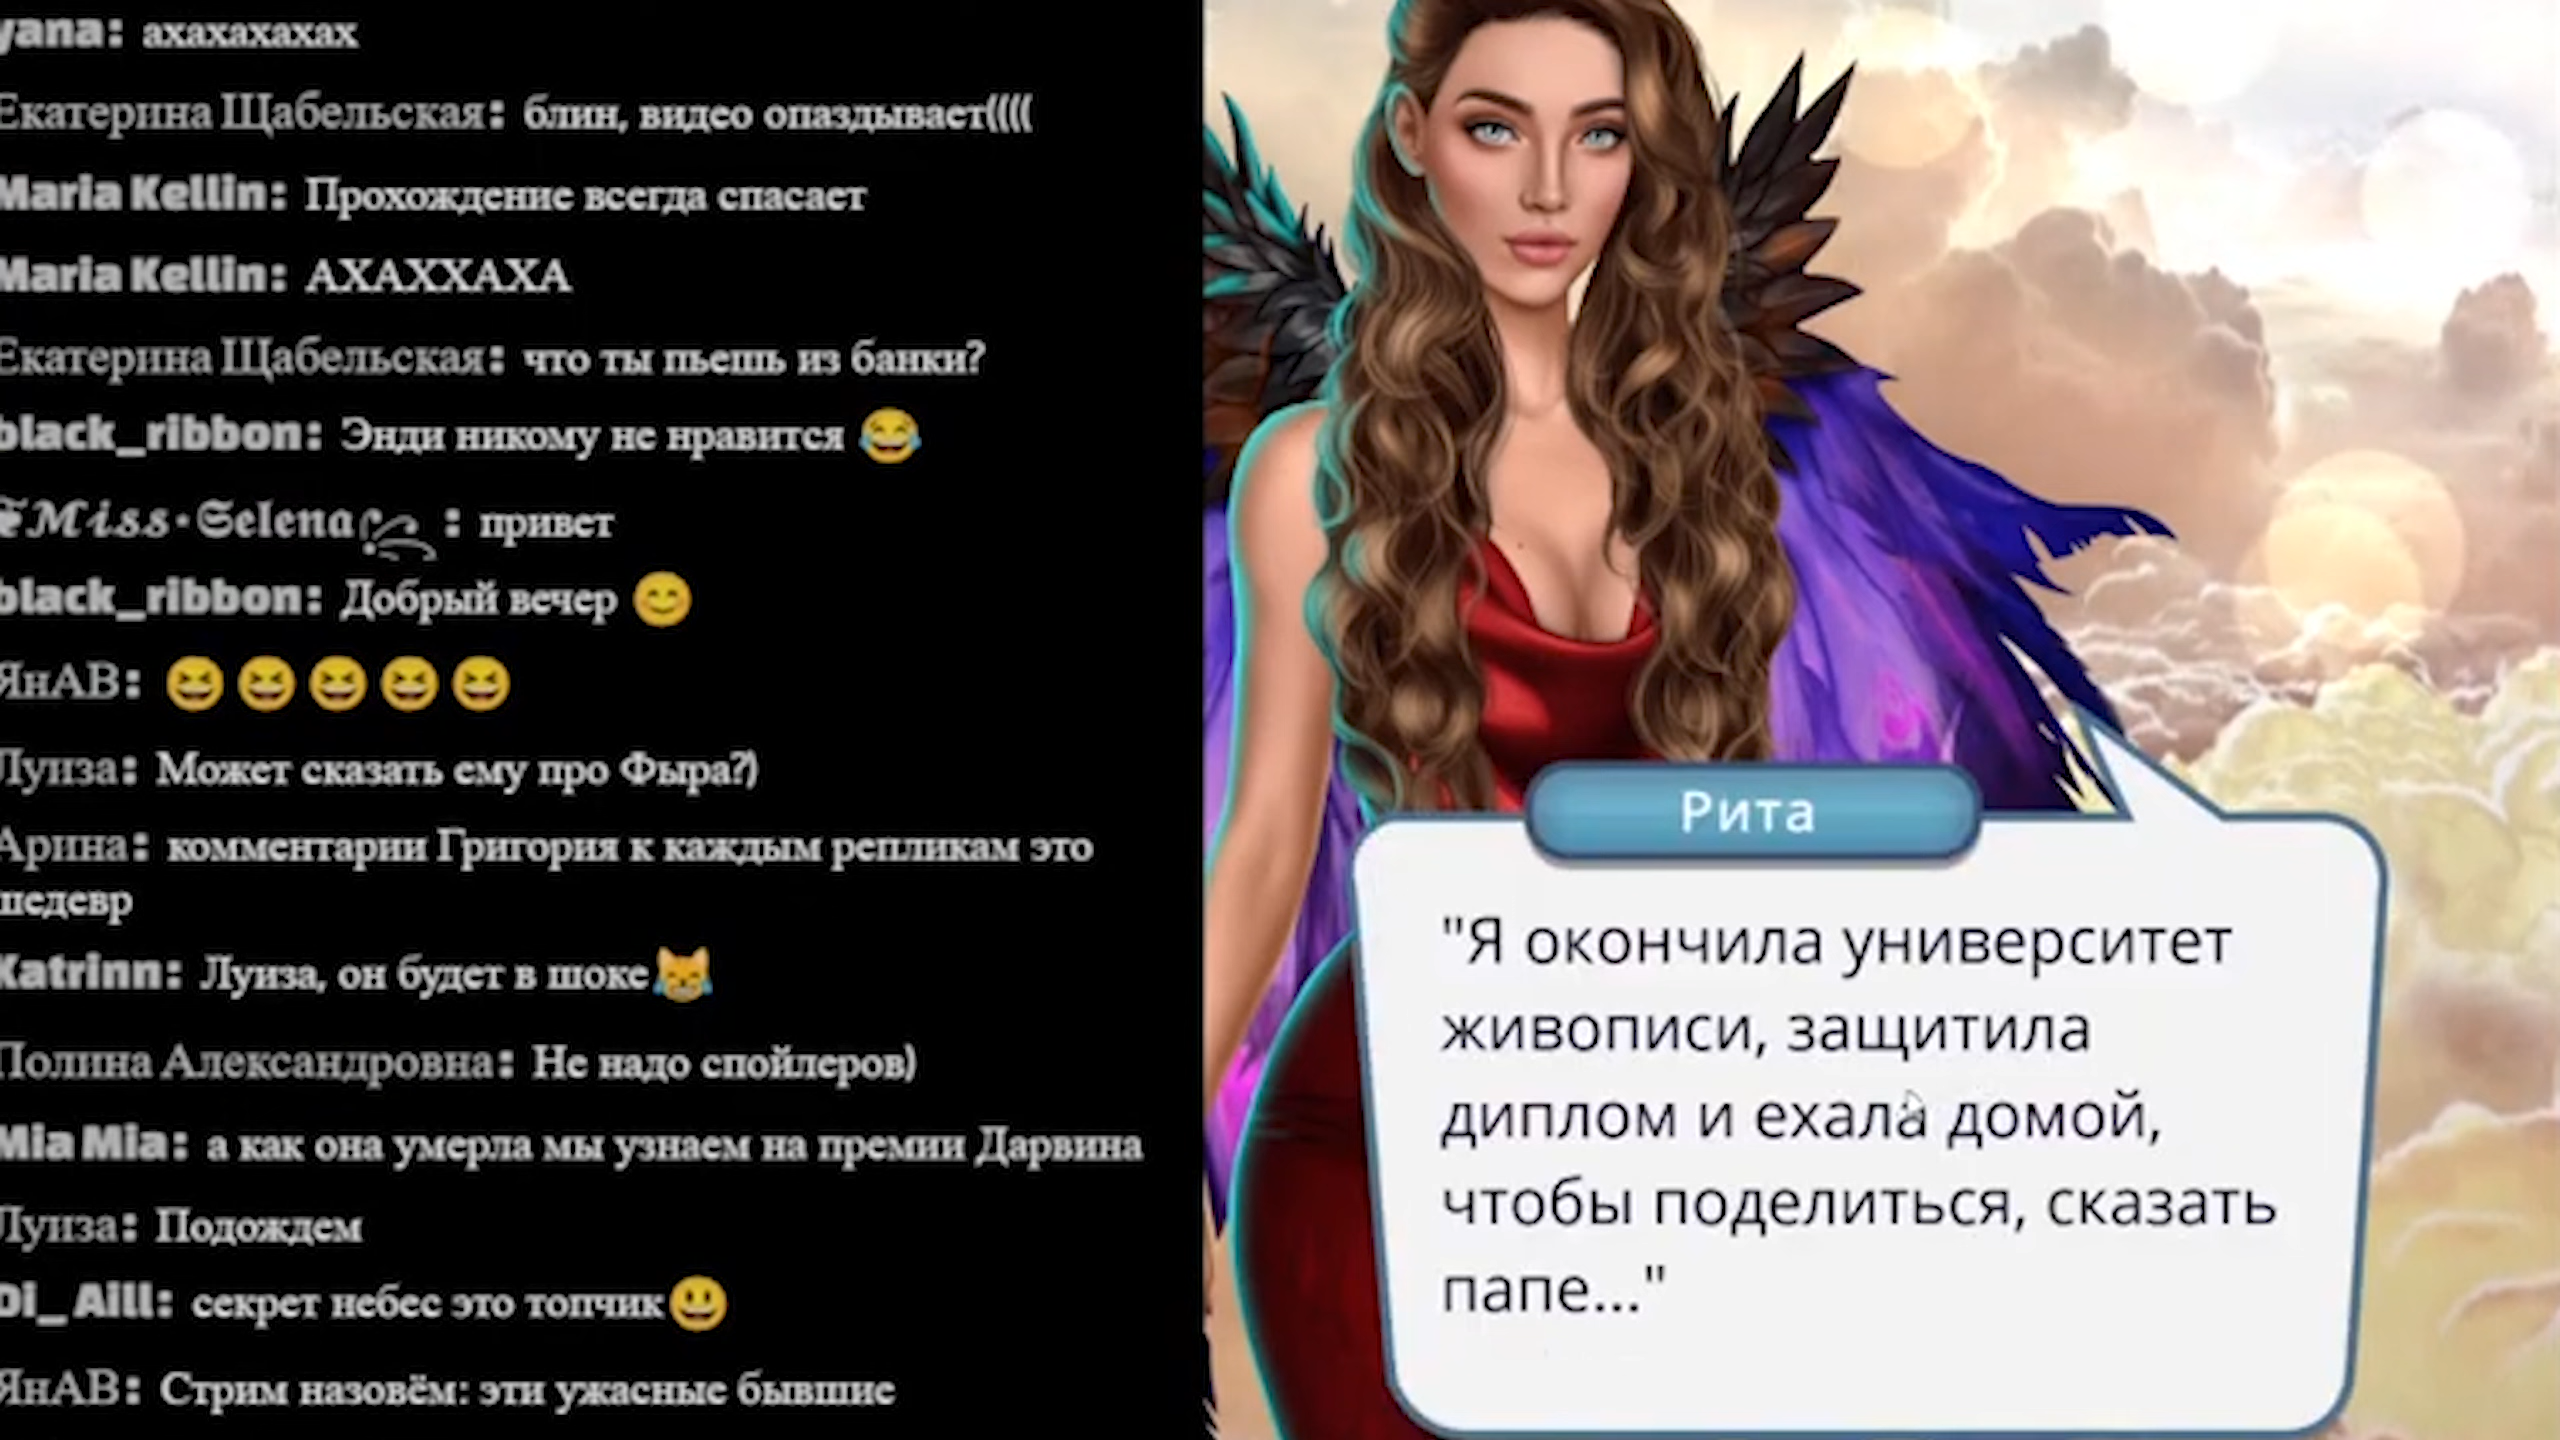 yana: ахахахахах
Екатерина Щабельская: блин, видео опаздывает((((
Maria Kellin: Прохождение всегда спасает
Maria Kellin: АХАХХАХА
Екатерина Щабельская: что ты пьешь из банки?
black_ribbon: Энди никому не нравится 😂
𝓜𝓲𝓼𝓼•𝕾𝖊𝖑𝖊𝖓𝖆 : привет
black_ribbon: Добрый вечер 😊
ЯнАВ: 😆😆😆😆😆
Луиза: Может сказать ему про Фыра?)
Арина: комментарии Григория к каждым репликам это
шедевр
Katrinn: Луиза, он будет в шоке😹
Полина Александровна: Не надо спойлеров)
Mia Mia: а как она умерла мы узнаем на премии Дарвина
Луиза: Подождем
Di_ Aill: секрет небес это топчик😃
ЯнАВ: Стрим назовём: эти ужасные бывшие
Рита
"Я окончила университет
живописи, защитила
диплом и ехала домой,
чтобы поделиться, сказать
папе..."